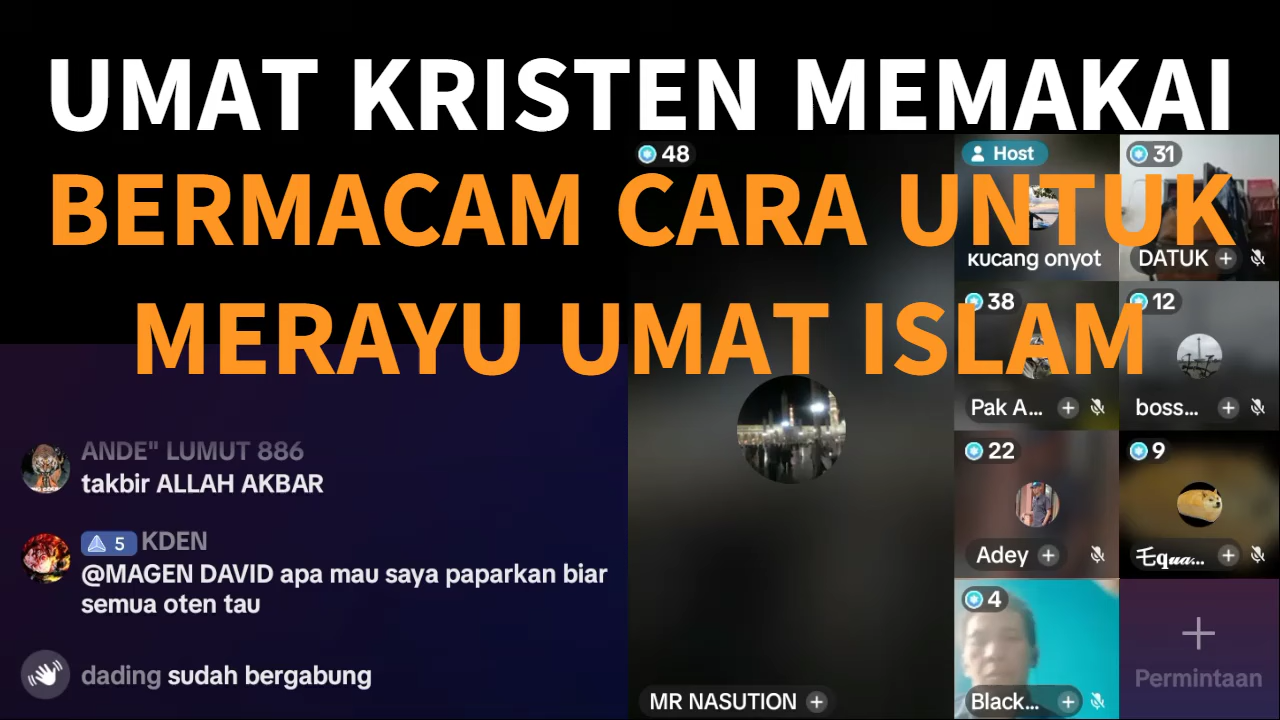 UMAT KRISTEN MEMAKAI
BERMACAM CARA UNTUK
MERAYU UMAT ISLAM
48
Host
31
kucang onyot
DATUK
38
12
Pak A...
boss...
22
9
Adey
Equa...
4
Black...
Permintaan
MR NASUTION
ANDE" LUMUT 886
takbir ALLAH AKBAR
5 KDEN
@MAGEN DAVID apa mau saya paparkan biar
semua oten tau
dading sudah bergabung